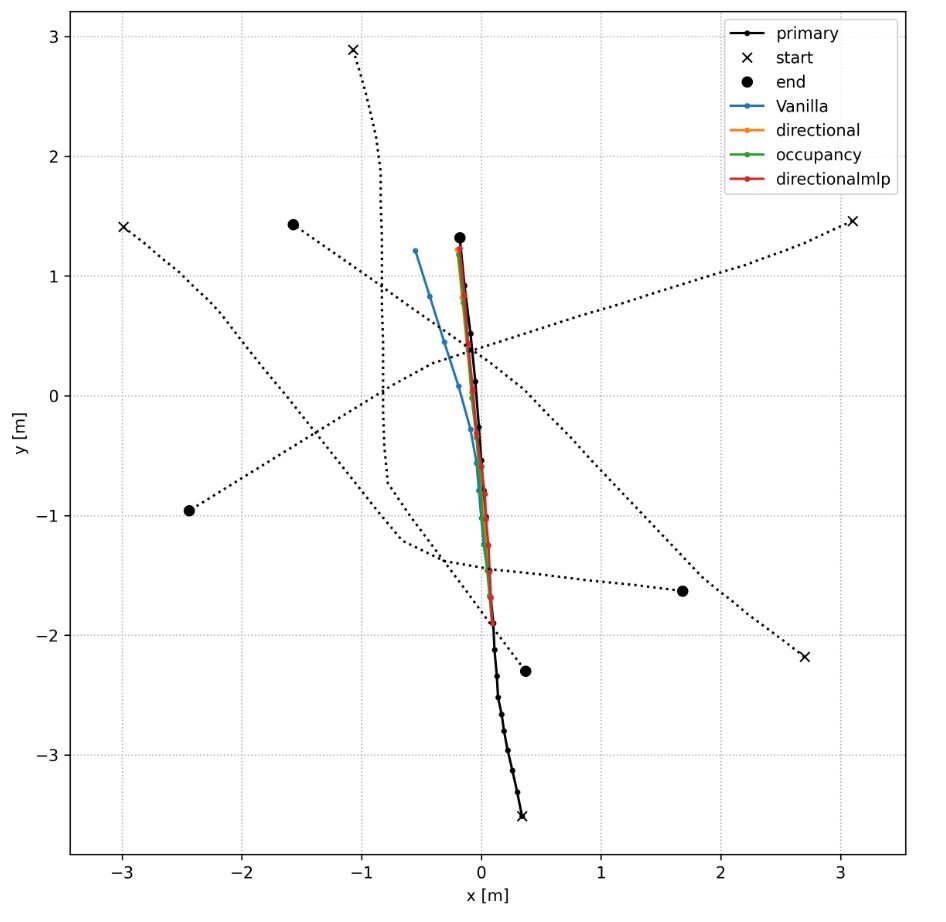 primary
start
end
Vanilla
directional
occupancy
directionalmlp
3
2
1
0
−1
−2
−3
y [m]
−3 −2 −1 0 1 2 3
x [m]